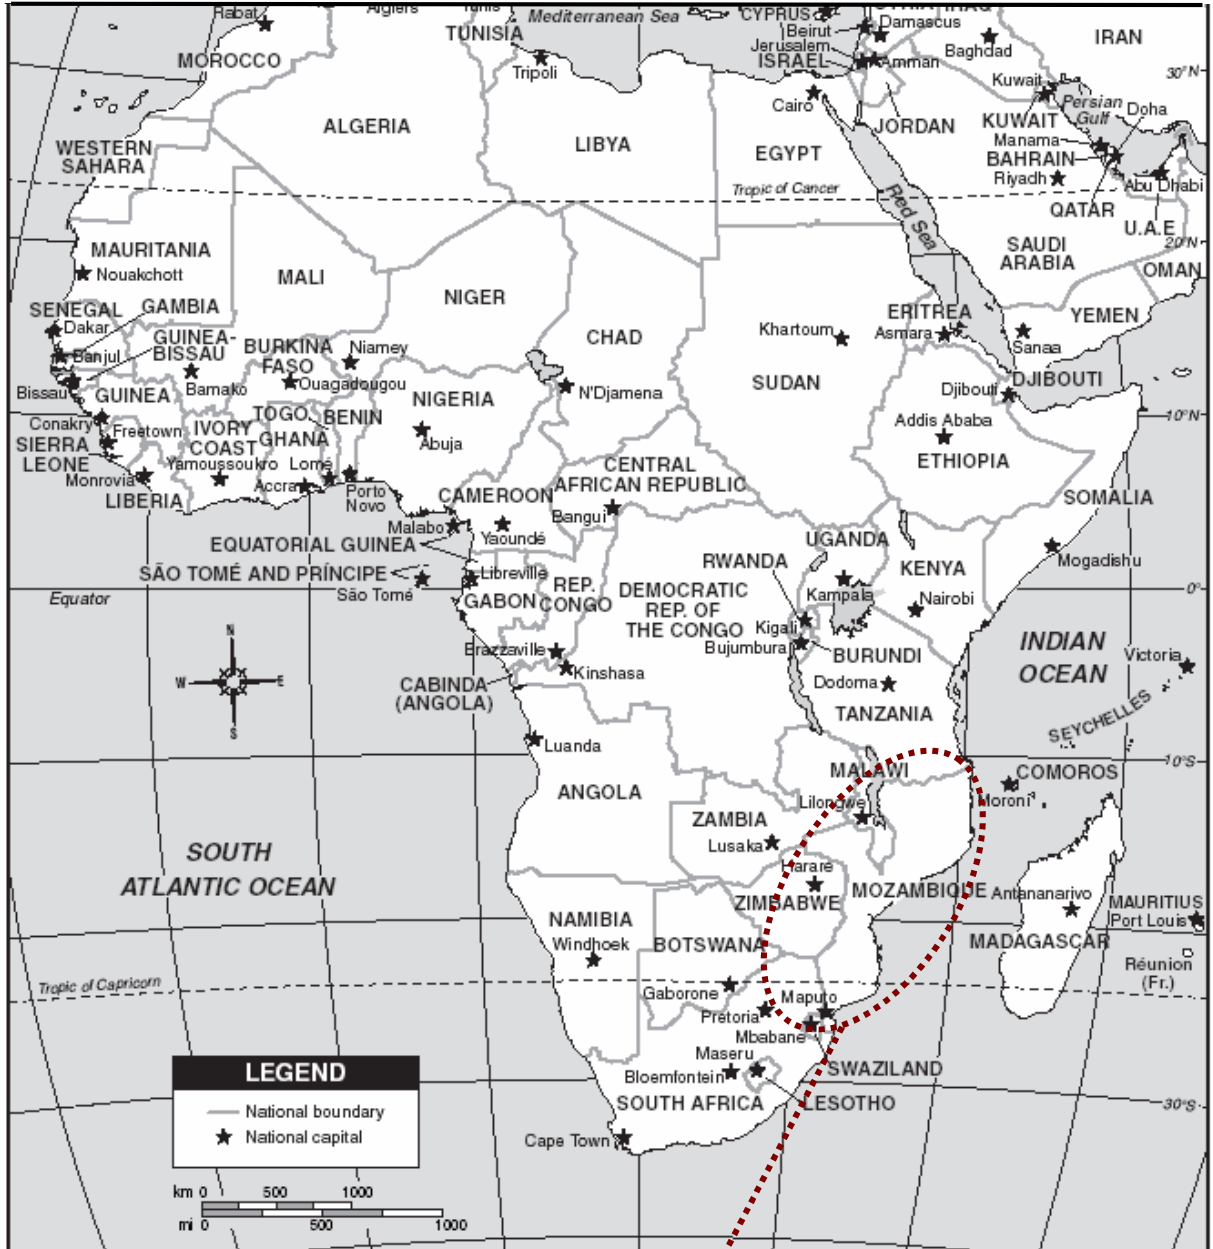 Rabat
Algiers
Tunis
Mediterranean Sea
CYPRUS
SYRIA
IRAQ
Damascus
Beirut
Jerusalem
ISRAEL
Amman
Baghdad
IRAN
TUNISIA
MOROCCO
Tripoli
Kuwait
30°N
Cairo
Persian
Gulf
Doha
ALGERIA
LIBYA
JORDAN
KUWAIT
EGYPT
Manama
BAHRAIN
WESTERN
SAHARA
Riyadh
Abu Dhabi
Tropic of Cancer
QATAR
U.A.E
Red Sea
20°N
MAURITANIA
SAUDI
ARABIA
OMAN
Nouakchott
MALI
NIGER
SENEGAL
GAMBIA
ERITREA
YEMEN
Dakar
CHAD
Khartoum
Asmara
Sanaa
GUINEA-
BISSAU
Banjul
BURKINA
FASO
Niamey
SUDAN
Djibouti
DJIBOUTI
Bissau
Bamako
Ouagadougou
N'Djamena
GUINEA
NIGERIA
Conakry
Freetown
TOGO
BENIN
10°N
Addis Ababa
SIERRA
LEONE
IVORY
COAST
GHANA
Abuja
ETHIOPIA
Yamoussoukro
Lomé
CENTRAL
AFRICAN REPUBLIC
Monrovia
LIBERIA
Accra
Porto
Novo
CAMEROON
SOMALIA
Malabo
Yaoundé
Bangui
EQUATORIAL GUINEA
UGANDA
Mogadishu
RWANDA
KENYA
SÃO TOMÉ AND PRÍNCIPE
Libreville
REP.
CONGO
DEMOCRATIC
REP. OF
THE CONGO
Kampala
Nairobi
São Tomé
GABON
0°
Equator
Kigali
N
W
E
S
Brazzaville
Bujumbura
BURUNDI
INDIAN
OCEAN
Victoria
Kinshasa
Dodoma
CABINDA
(ANGOLA)
TANZANIA
SEYCHELLES
Luanda
10°S
MALAWI
COMOROS
ANGOLA
Lilongwe
Moroni
ZAMBIA
Lusaka
SOUTH
ATLANTIC OCEAN
Harare
ZIMBABWE
MOZAMBIQUE
Antananarivo
MAURITIUS
Port Louis
NAMIBIA
Windhoek
BOTSWANA
MADAGASCAR
Réunion
(Fr.)
Tropic of Capricorn
Gaborone
Maputo
Pretoria
Mbabane
Maseru
SWAZILAND
Bloemfontein
SOUTH AFRICA
LESOTHO
30°S
Cape Town
LEGEND
National boundary
National capital
km 0 500 1000
mi 0 500 1000